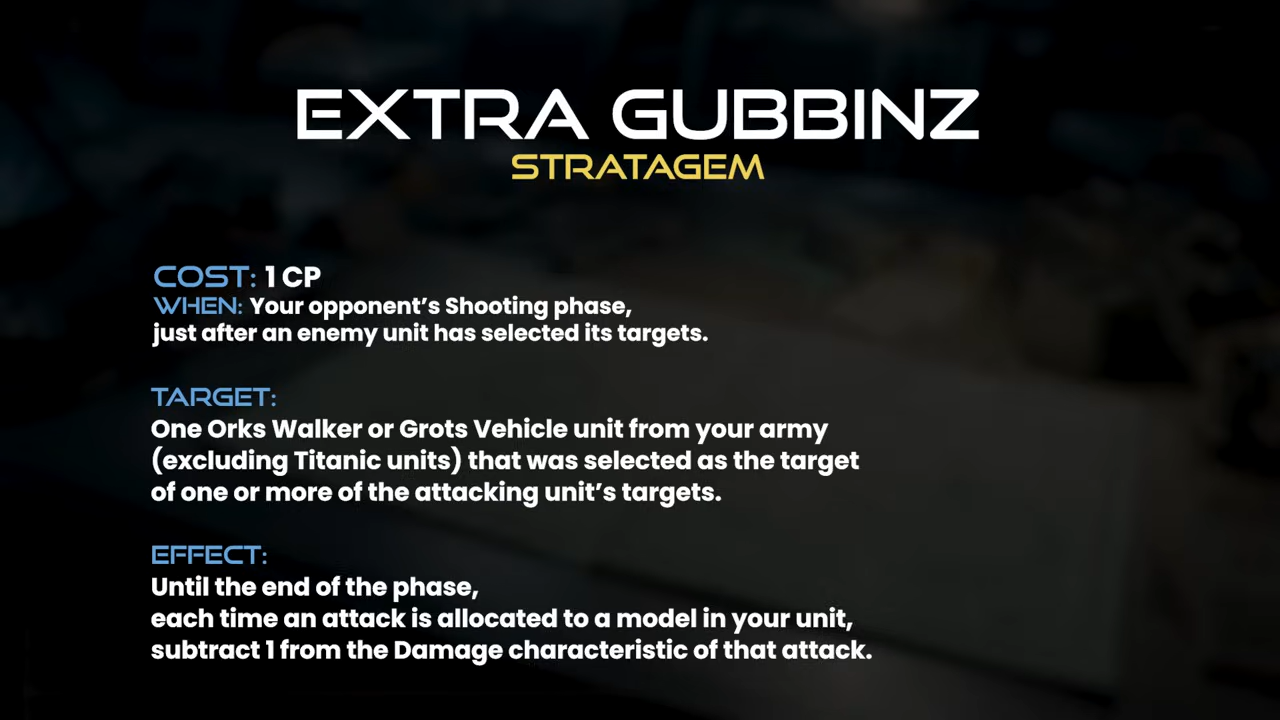 EXTRA GUBBINZ
STRATAGEM
COST: 1 CP
WHEN: Your opponent’s Shooting phase,
just after an enemy unit has selected its targets.
TARGET:
One Orks Walker or Grots Vehicle unit from your army
(excluding Titanic units) that was selected as the target
of one or more of the attacking unit’s targets.
EFFECT:
Until the end of the phase,
each time an attack is allocated to a model in your unit,
subtract 1 from the Damage characteristic of that attack.